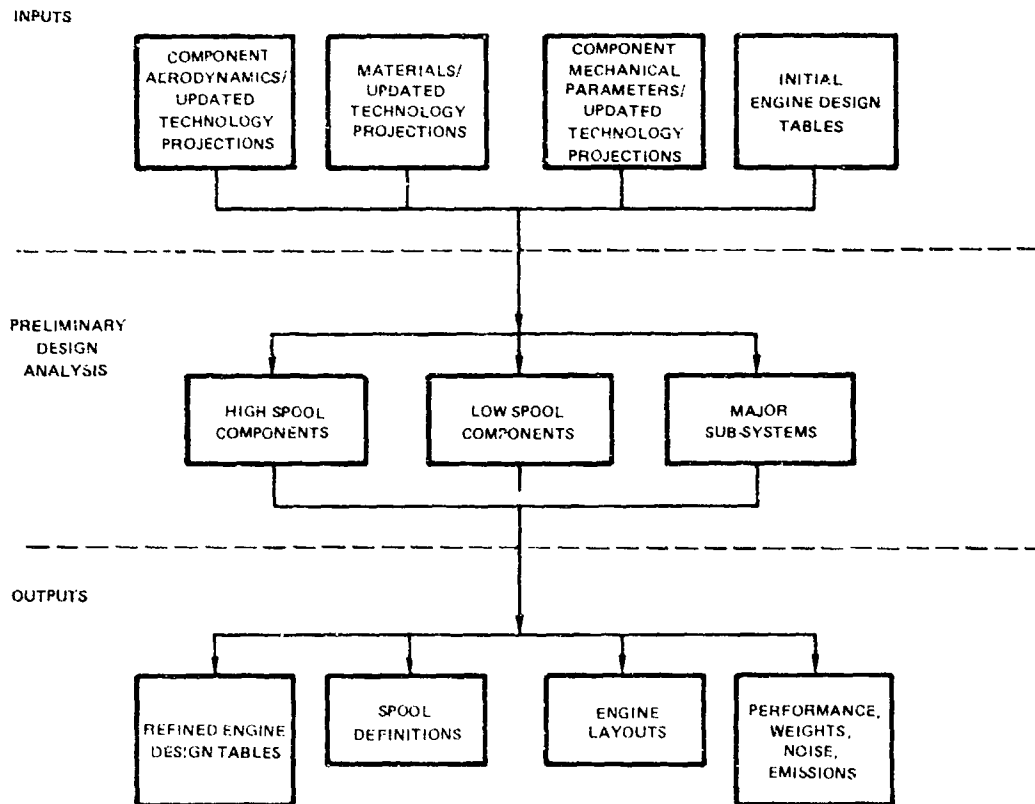 INPUTS
COMPONENT
AERODYNAMICS/
UPDATED
TECHNOLOGY
PROJECTIONS
MATERIALS/
UPDATED
TECHNOLOGY
PROJECTIONS
COMPONENT
MECHANICAL
PARAMETERS/
UPDATED
TECHNOLOGY
PROJECTIONS
INITIAL
ENGINE DESIGN
TABLES
PRELIMINARY
DESIGN
ANALYSIS
HIGH SPOOL
COMPONENTS
LOW SPOOL
COMPONENTS
MAJOR
SUB-SYSTEMS
OUTPUTS
REFINED ENGINE
DESIGN TABLES
SPOOL
DEFINITIONS
ENGINE
LAYOUTS
PERFORMANCE,
WEIGHTS,
NOISE,
EMISSIONS